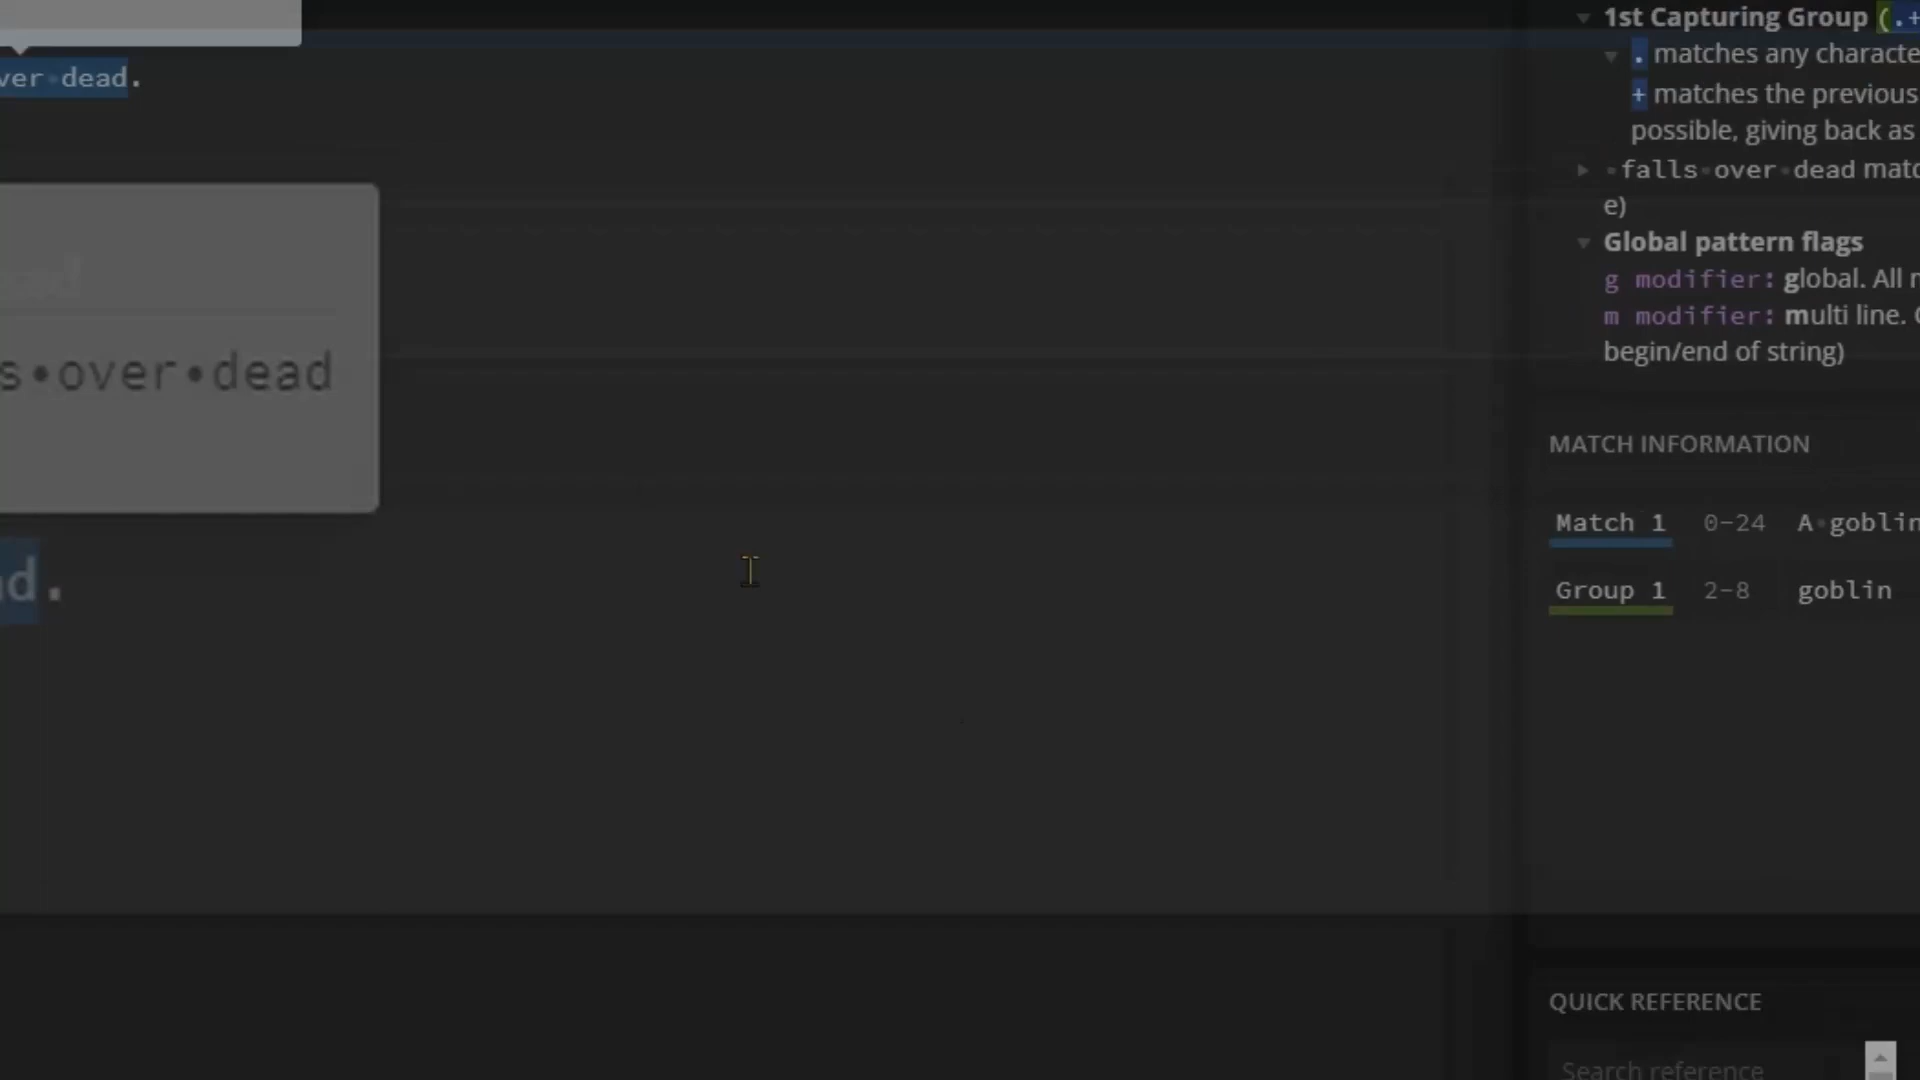 ver dead.
s•over•dead
d.
1st Capturing Group (.+
. matches any characte
+ matches the previous
possible, giving back as
falls over dead matc
e)
Global pattern flags
g modifier: global. All
m modifier: multi line.
begin/end of string)
MATCH INFORMATION
Match 1 0-24 A goblin
Group 1 2-8 goblin
QUICK REFERENCE
Search reference